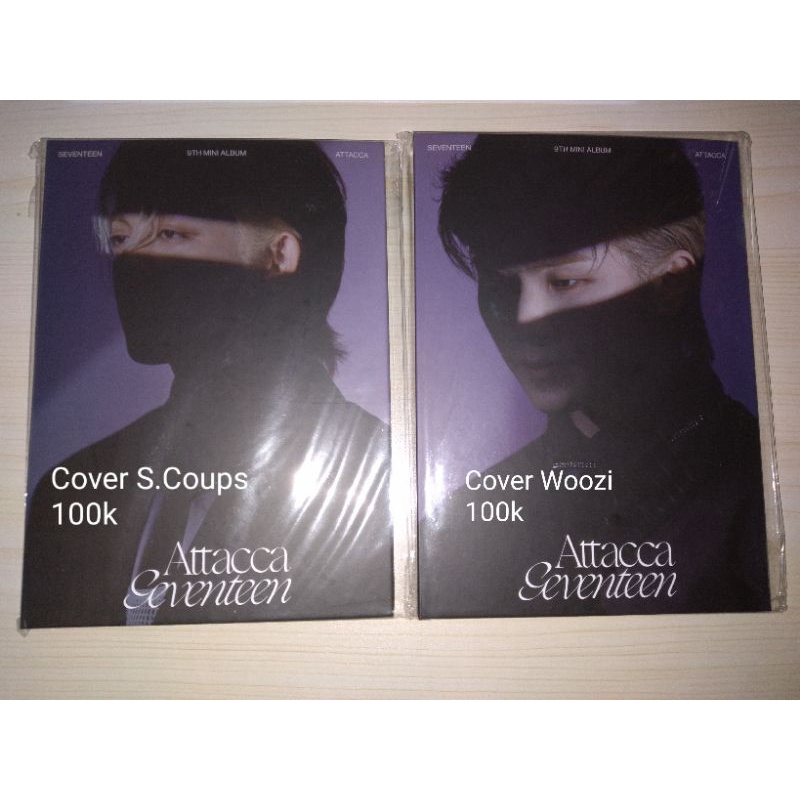 SEVENTEEN 9TH MINI ALBUM ATTACCA
Cover S.Coups
100k
Attacca
Seventeen
SEVENTEEN 9TH MINI ALBUM ATTACCA
Cover Woozi
100k
Attacca
Seventeen